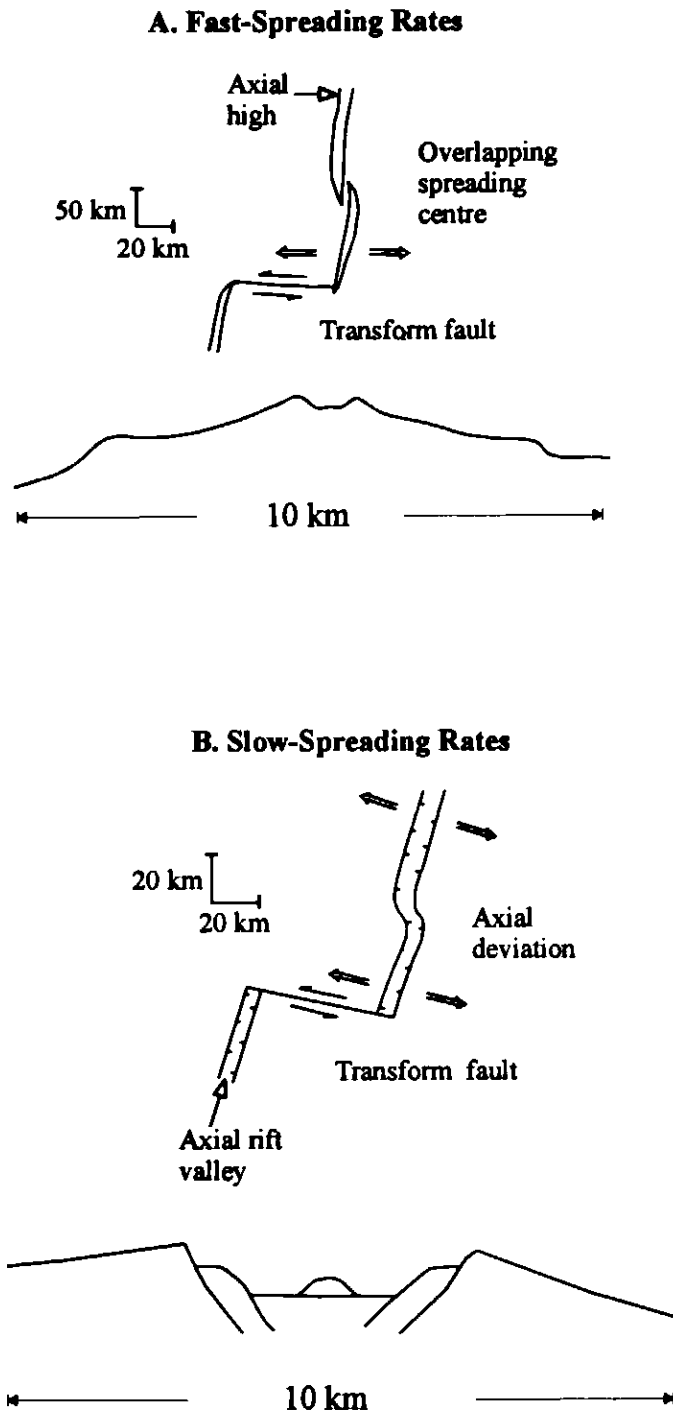 A. Fast-Spreading Rates
Axial
high
Overlapping
spreading
centre
50 km
20 km
Transform fault
10 km
B. Slow-Spreading Rates
20 km
20 km
Axial
deviation
Transform fault
Axial rift
valley
10 km